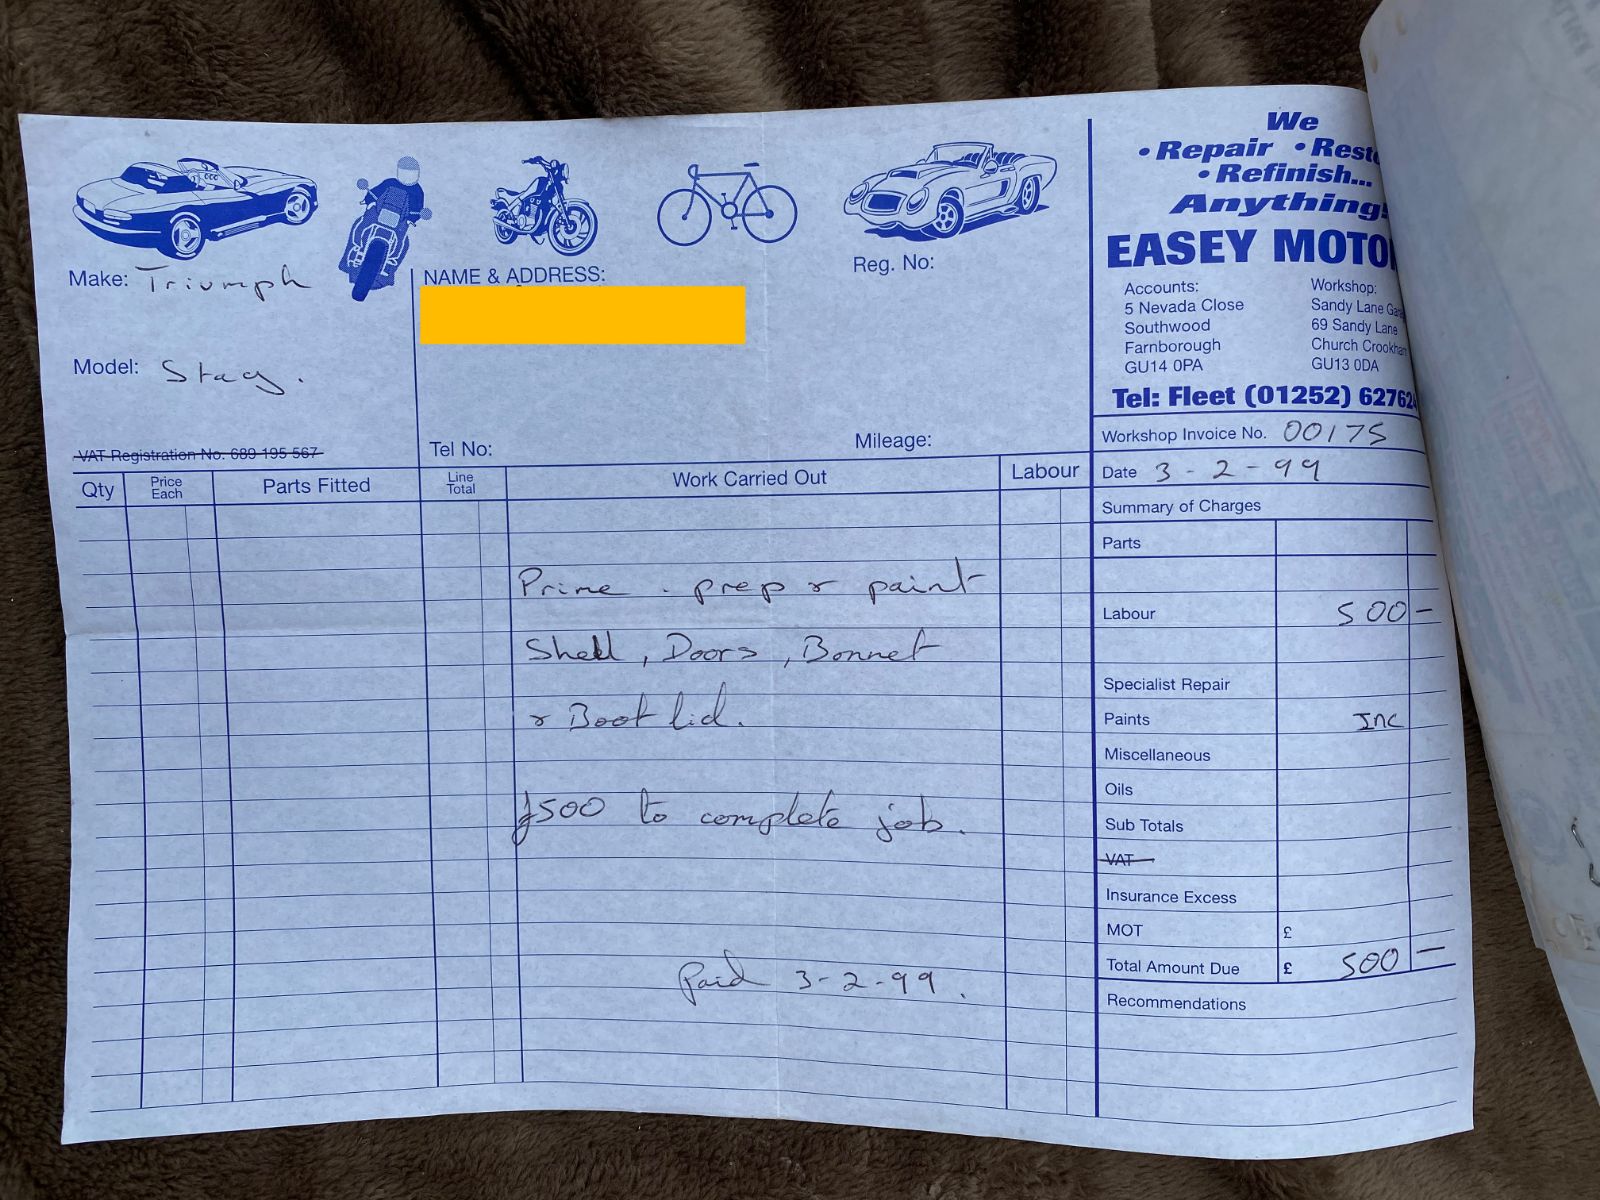 We
• Repair • Resto
• Refinish...
Anything!
EASEY MOTO
Accounts:
5 Nevada Close
Southwood
Farnborough
GU14 0PA
Workshop:
Sandy Lane Gara
69 Sandy Lane
Church Crookham
GU13 0DA
Tel: Fleet (01252) 62762
Make: Triumph
NAME & ADDRESS:
Reg. No:
Model: Stag.
VAT Registration No. 689 195 567
Tel No:
Mileage:
Workshop Invoice No. 00175
Date 3 - 2 - 99
Qty
Price Each
Parts Fitted
Line Total
Work Carried Out
Labour
Prime . prep & paint
Shell, Doors, Bonnet
& Boot lid.
£500 to complete job.
Paid 3-2-99.
Summary of Charges
Parts
Labour 500 —
Specialist Repair
Paints Inc
Miscellaneous
Oils
Sub Totals
VAT
Insurance Excess
MOT £
Total Amount Due £ 500 —
Recommendations